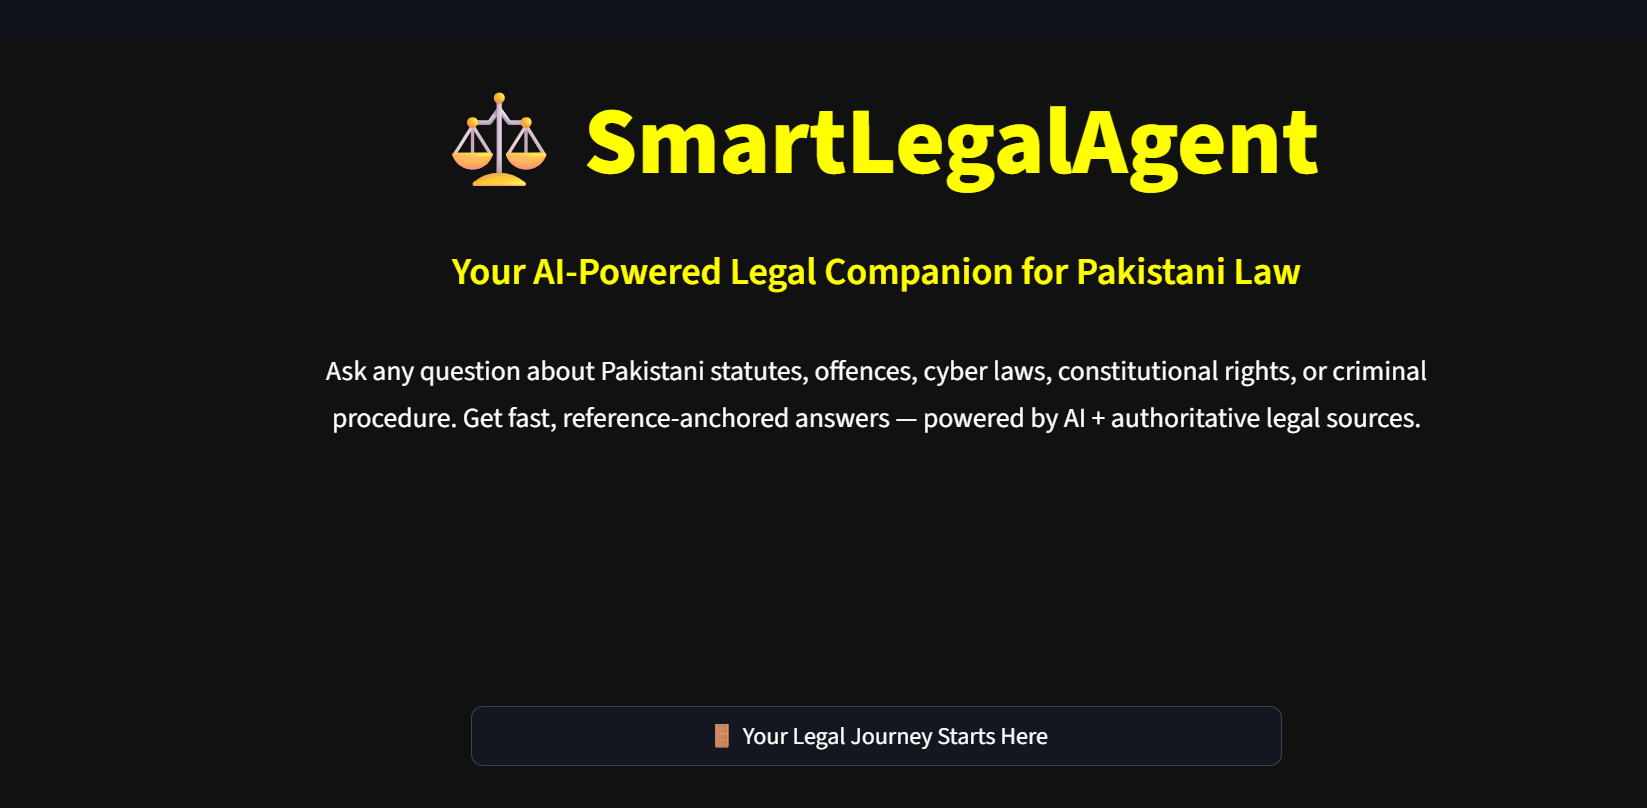 SmartLegalAgent
Your AI-Powered Legal Companion for Pakistani Law
Ask any question about Pakistani statutes, offences, cyber laws, constitutional rights, or criminal
procedure. Get fast, reference-anchored answers — powered by AI + authoritative legal sources.
Your Legal Journey Starts Here